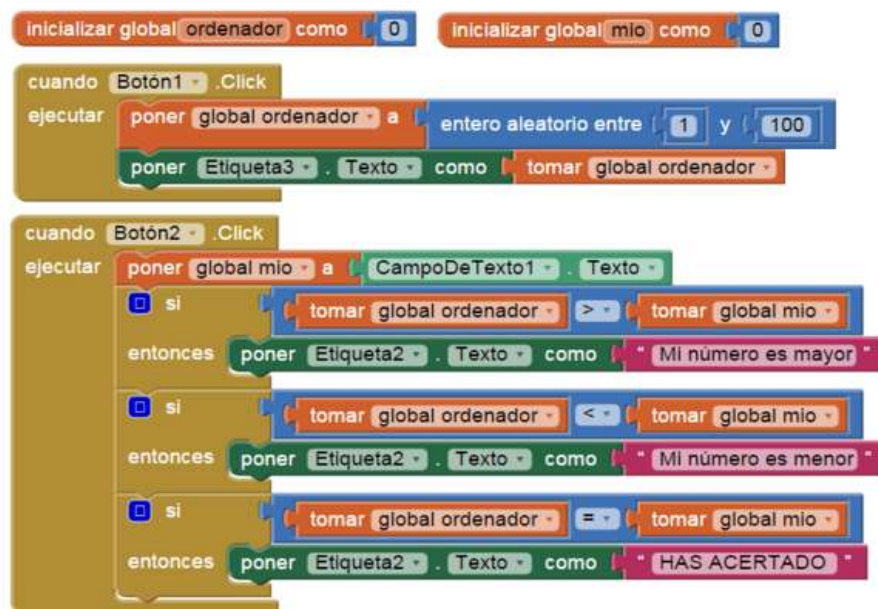 inicializar global ordenador como 0 inicializar global mio como 0
cuando Botón1 .Click
ejecutar poner global ordenador a entero aleatorio entre 1 y 100
poner Etiqueta3 . Texto como tomar global ordenador
cuando Botón2 .Click
ejecutar poner global mio a CampoDeTexto1 . Texto
si tomar global ordenador > tomar global mio
entonces poner Etiqueta2 . Texto como " Mi número es mayor "
si tomar global ordenador < tomar global mio
entonces poner Etiqueta2 . Texto como " Mi número es menor "
si tomar global ordenador = tomar global mio
entonces poner Etiqueta2 . Texto como " HAS ACERTADO "